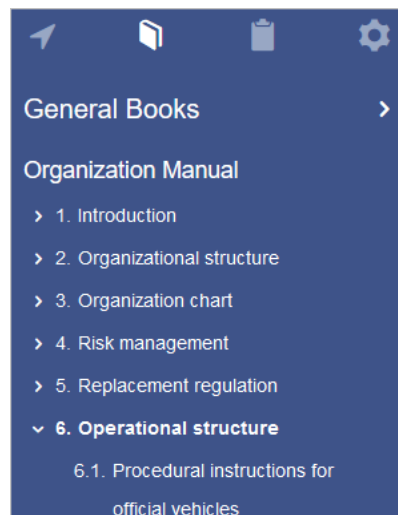 General Books
Organization Manual
1. Introduction
2. Organizational structure
3. Organization chart
4. Risk management
5. Replacement regulation
6. Operational structure
6.1. Procedural instructions for
official vehicles